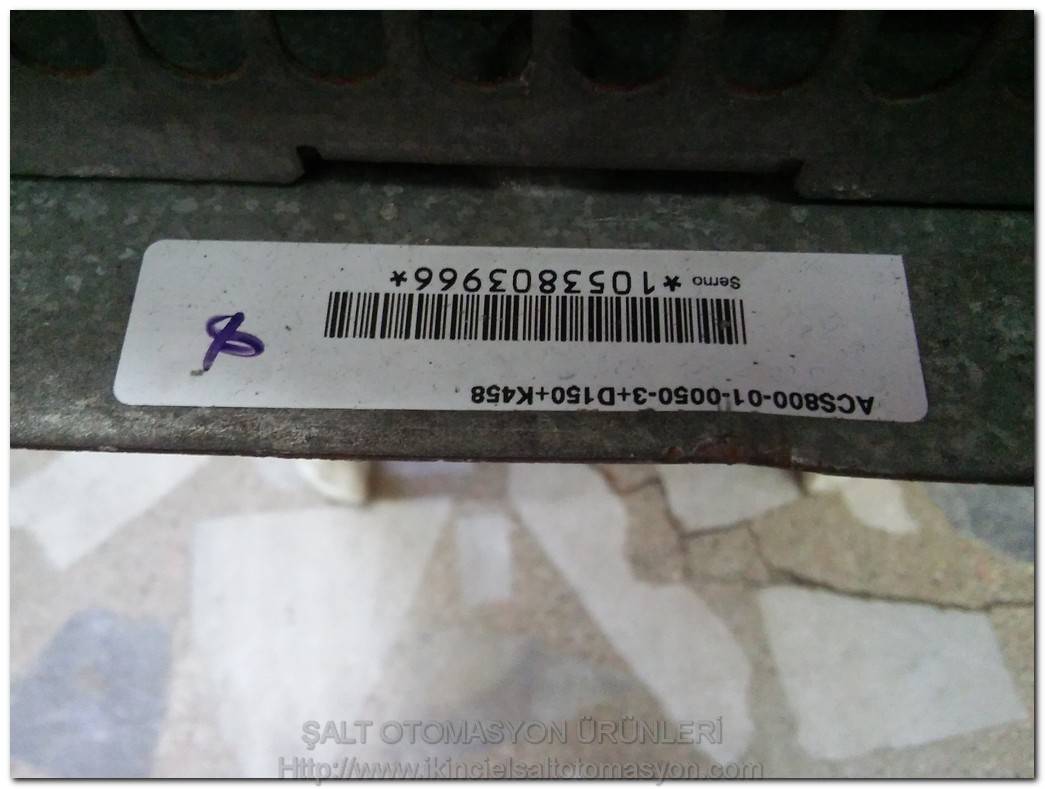 ACS800-01-0050-3+D150+K458
Serno *1053803966*
ŞALT OTOMASYON ÜRÜNLERİ
Http://www.ikincielsaltotomasyon.com